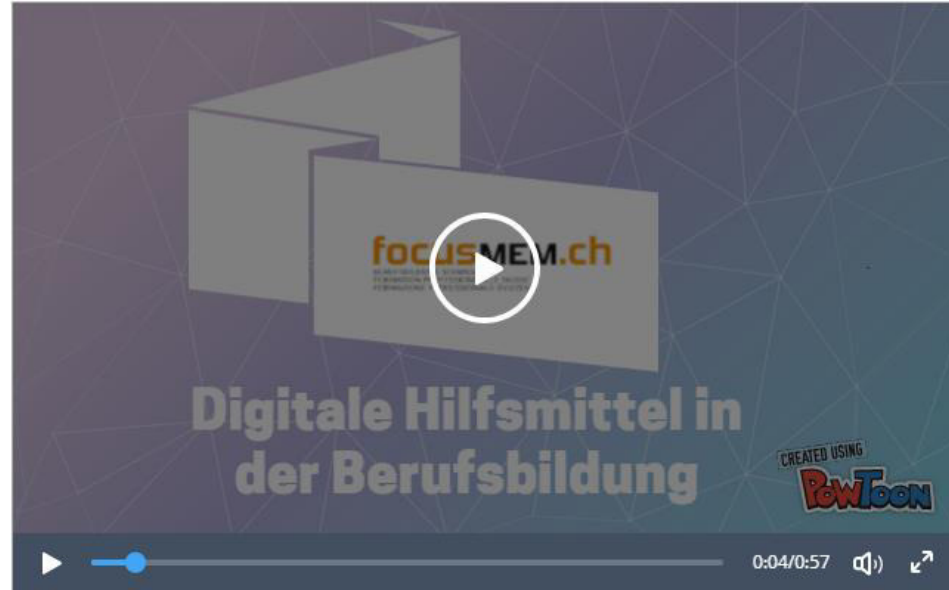 focusMEM.ch
Digitale Hilfsmittel in
der Berufsbildung
CREATED USING
PowToon
0:04/0:57